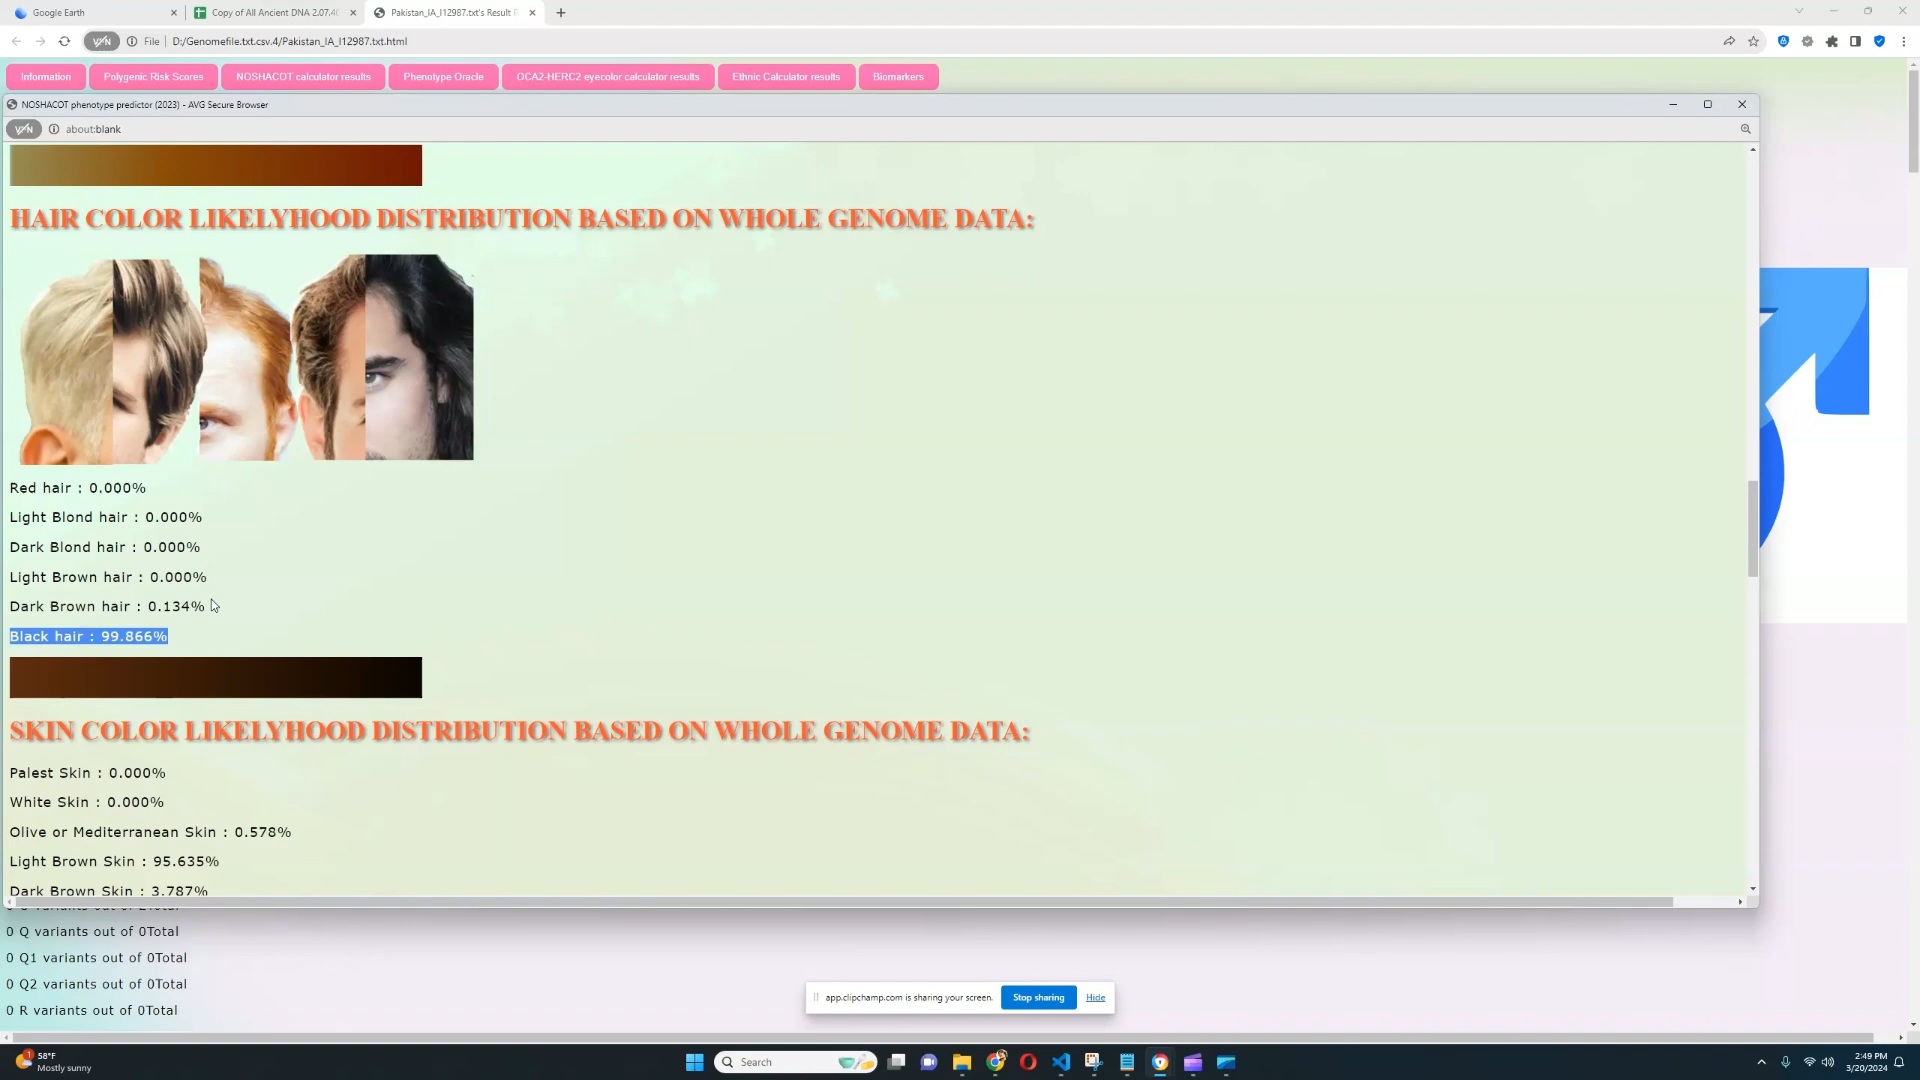 Google Earth
Copy of All Ancient DNA 2.07.40
Pakistan_IA_I12987.txt's Result P
VPN
File
D:/Genomefile.txt.csv.4/Pakistan_IA_I12987.txt.html
Information
Polygenic Risk Scores
NOSHACOT calculator results
Phenotype Oracle
OCA2-HERC2 eyecolor calculator results
Ethnic Calculator results
Biomarkers
NOSHACOT phenotype predictor (2023) - AVG Secure Browser
VPN
about:blank
HAIR COLOR LIKELYHOOD DISTRIBUTION BASED ON WHOLE GENOME DATA:
Red hair : 0.000%
Light Blond hair : 0.000%
Dark Blond hair : 0.000%
Light Brown hair : 0.000%
Dark Brown hair : 0.134%
Black hair : 99.866%
SKIN COLOR LIKELYHOOD DISTRIBUTION BASED ON WHOLE GENOME DATA:
Palest Skin : 0.000%
White Skin : 0.000%
Olive or Mediterranean Skin : 0.578%
Light Brown Skin : 95.635%
Dark Brown Skin : 3.787%
0 Q variants out of 0Total
0 Q1 variants out of 0Total
0 Q2 variants out of 0Total
0 R variants out of 0Total
app.clipchamp.com is sharing your screen.
Stop sharing
Hide
1
58°F
Mostly sunny
Search
2:49 PM
3/20/2024